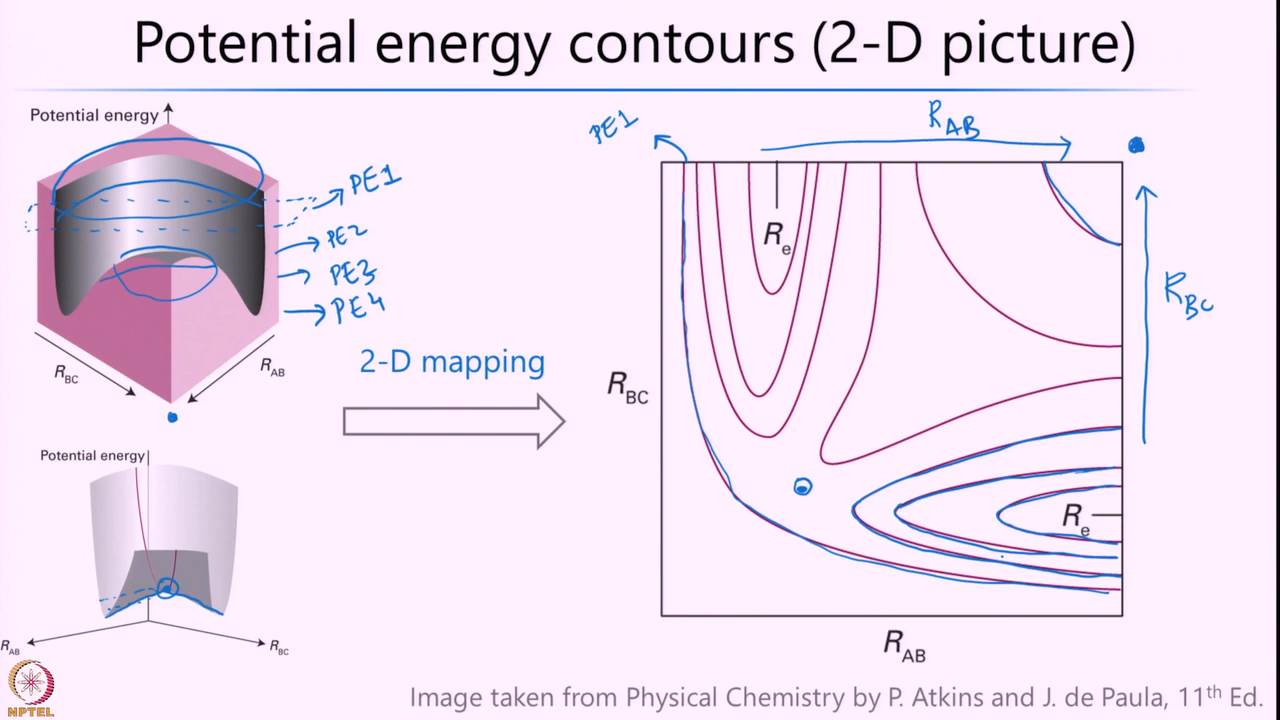 Potential energy contours (2-D picture)
Potential energy
PE1
PE2
PE3
PE4
R_BC
R_AB
2-D mapping
Potential energy
R_AB
R_BC
PE1
R_AB
R_e
R_BC
R_BC
R_e
R_AB
Image taken from Physical Chemistry by P. Atkins and J. de Paula, 11th Ed.
NPTEL